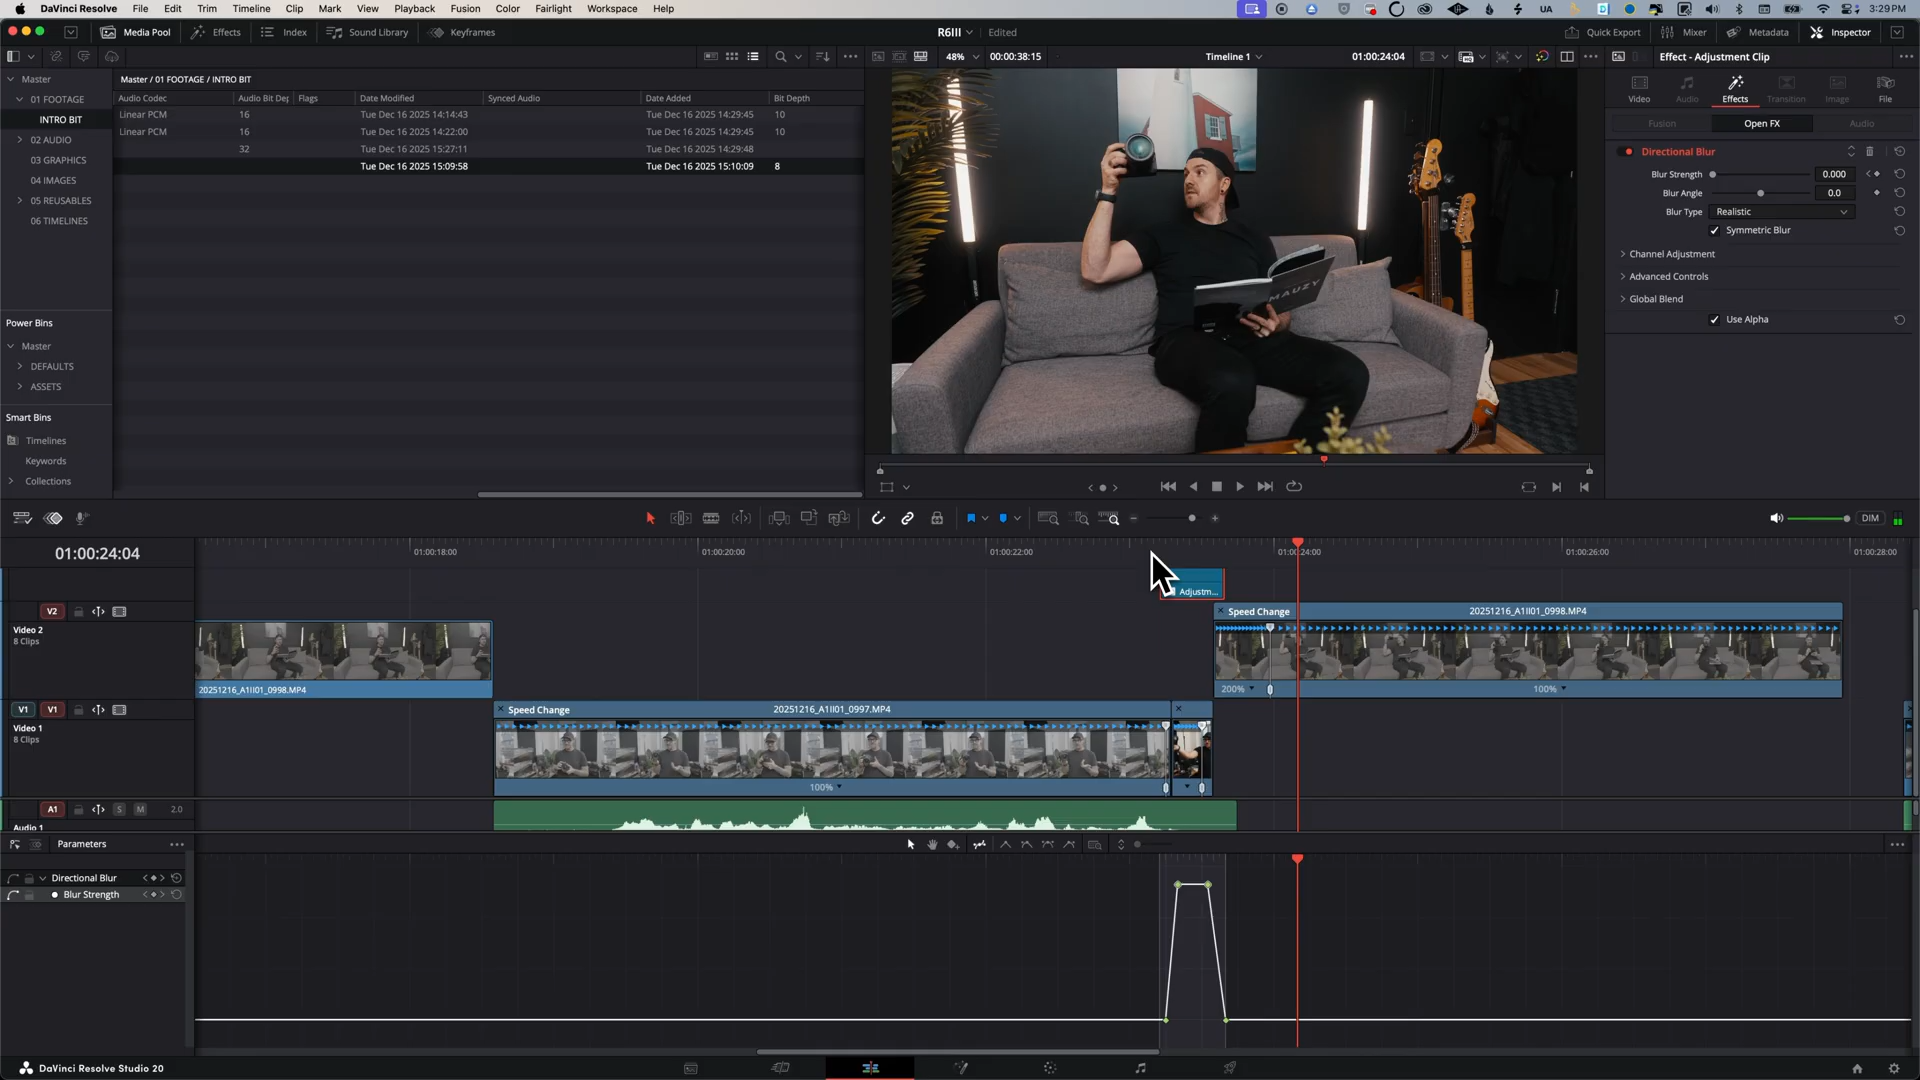 DaVinci Resolve File Edit Trim Timeline Clip Mark View Playback Fusion Color Fairlight Workspace Help UA 3:29 PM
Media Pool Effects Index Sound Library Keyframes R6III Edited Quick Export Mixer Metadata Inspector
48% 00:00:38:15 Timeline 1 01:00:24:04 Effect - Adjustment Clip
Master Master / 01 FOOTAGE / INTRO BIT
01 FOOTAGE Audio Codec Audio Bit Dep Flags Date Modified Synced Audio Date Added Bit Depth
Video Audio Effects Transition Image File
INTRO BIT Linear PCM 16 Tue Dec 16 2025 14:14:43 Tue Dec 16 2025 14:29:45 10
02 AUDIO Linear PCM 16 Tue Dec 16 2025 14:22:00 Tue Dec 16 2025 14:29:45 10
32 Tue Dec 16 2025 15:27:11 Tue Dec 16 2025 14:29:48
03 GRAPHICS Tue Dec 16 2025 15:09:58 Tue Dec 16 2025 15:10:09 8
04 IMAGES
05 REUSABLES
06 TIMELINES
Fusion Open FX Audio
Directional Blur
Blur Strength 0.000
Blur Angle 0.0
Blur Type Realistic
Symmetric Blur
Channel Adjustment
Advanced Controls
Global Blend
Use Alpha
MAUZY
Power Bins
Master
DEFAULTS
ASSETS
Smart Bins
Timelines
Keywords
Collections
DIM
01:00:24:04 01:00:18:00 01:00:20:00 01:00:22:00 01:00:24:00 01:00:26:00 01:00:28:00
Adjustm...
V2 Speed Change 20251216_A1II01_0998.MP4
Video 2
8 Clips
20251216_A1II01_0998.MP4 200% 100%
V1 V1 Speed Change 20251216_A1II01_0997.MP4
Video 1
8 Clips
100%
A1 S M 2.0
Audio 1
Parameters
Directional Blur
Blur Strength
DaVinci Resolve Studio 20